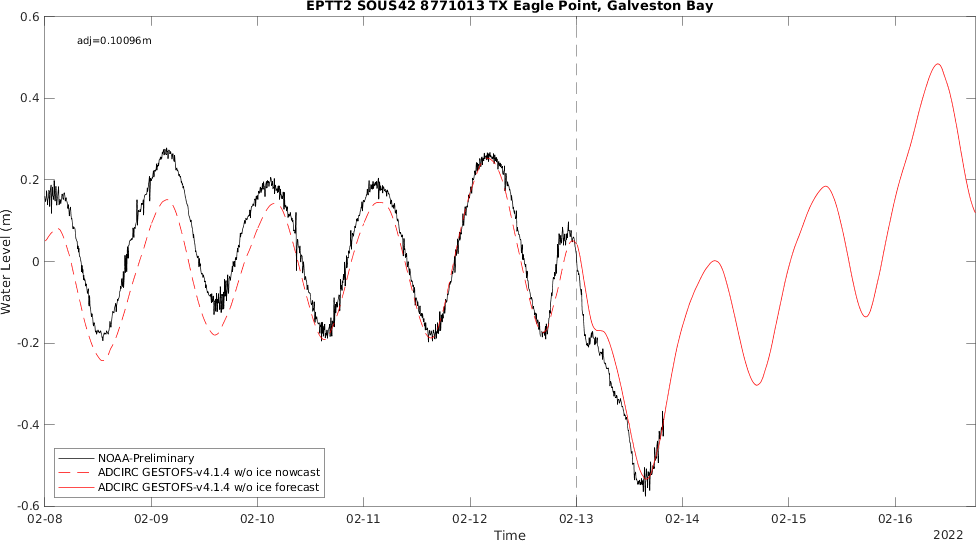 EPTT2 SOUS42 8771013 TX Eagle Point, Galveston Bay
adj=0.10096m
0.6
0.4
0.2
0
-0.2
-0.4
-0.6
Water Level (m)
NOAA-Preliminary
ADCIRC GESTOFS-v4.1.4 w/o ice nowcast
ADCIRC GESTOFS-v4.1.4 w/o ice forecast
02-08 02-09 02-10 02-11 02-12 02-13 02-14 02-15 02-16
Time
2022